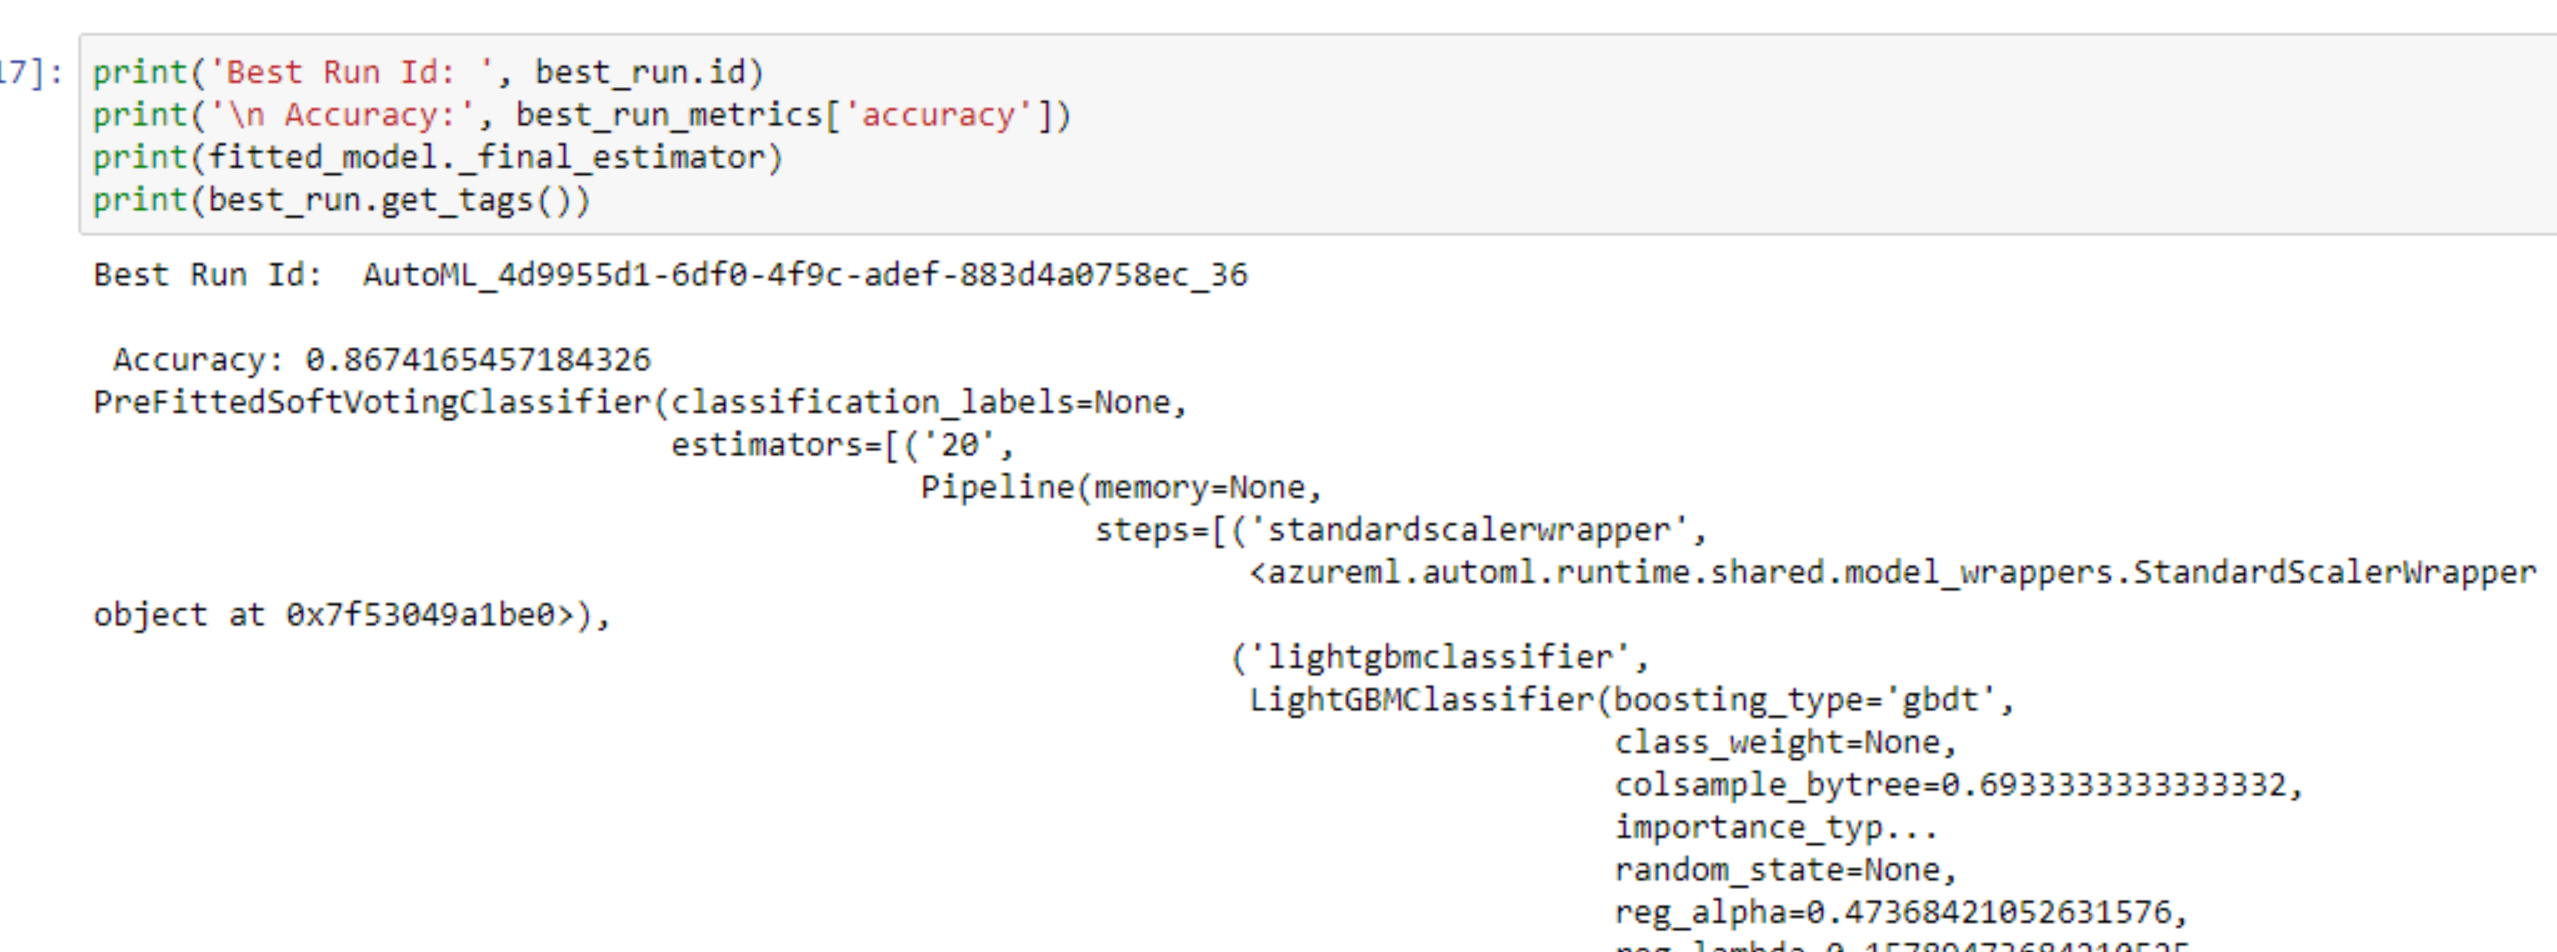 17]:
print('Best Run Id: ', best_run.id)
print('\n Accuracy:', best_run_metrics['accuracy'])
print(fitted_model._final_estimator)
print(best_run.get_tags())
Best Run Id:  AutoML_4d9955d1-6df0-4f9c-adef-883d4a0758ec_36
Accuracy: 0.8674165457184326
PreFittedSoftVotingClassifier(classification_labels=None,
estimators=[('20',
Pipeline(memory=None,
steps=[('standardscalerwrapper',
<azureml.automl.runtime.shared.model_wrappers.StandardScalerWrapper
object at 0x7f53049a1be0>),
('lightgbmclassifier',
LightGBMClassifier(boosting_type='gbdt',
class_weight=None,
colsample_bytree=0.6933333333333332,
importance_typ...
random_state=None,
reg_alpha=0.47368421052631576,